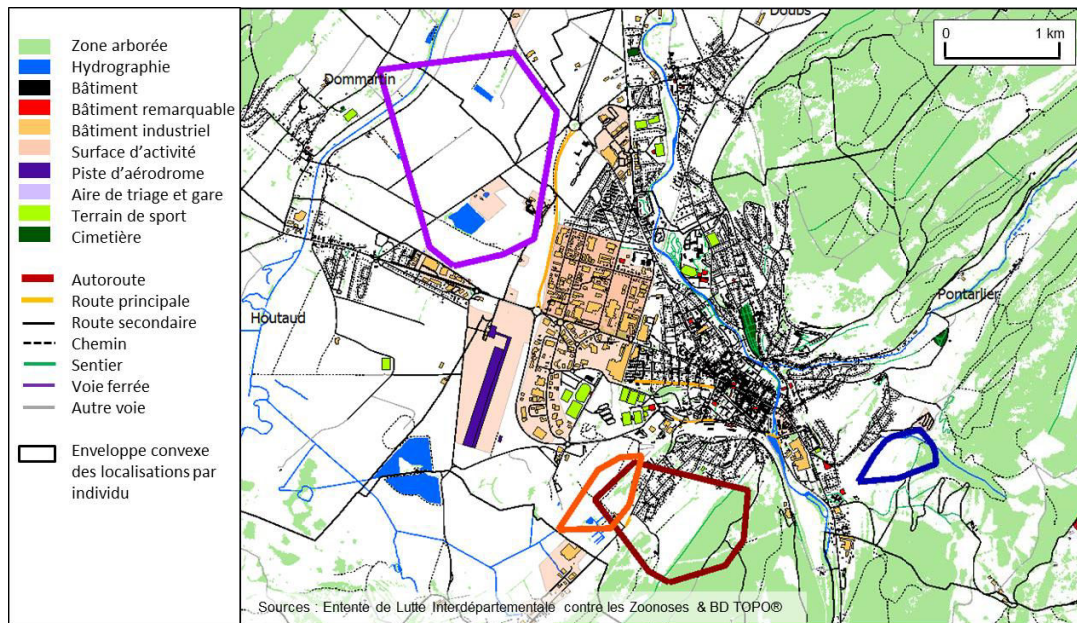 Zone arborée
Hydrographie
Bâtiment
Bâtiment remarquable
Bâtiment industriel
Surface d'activité
Piste d'aérodrome
Aire de triage et gare
Terrain de sport
Cimetière
Autoroute
Route principale
Route secondaire
Chemin
Sentier
Voie ferrée
Autre voie
Enveloppe convexe
des localisations par
individu
Doubs
0 1 km
Dommartin
Pontarlier
Houtaud
Sources : Entente de Lutte Interdépartementale contre les Zoonoses & BD TOPO®